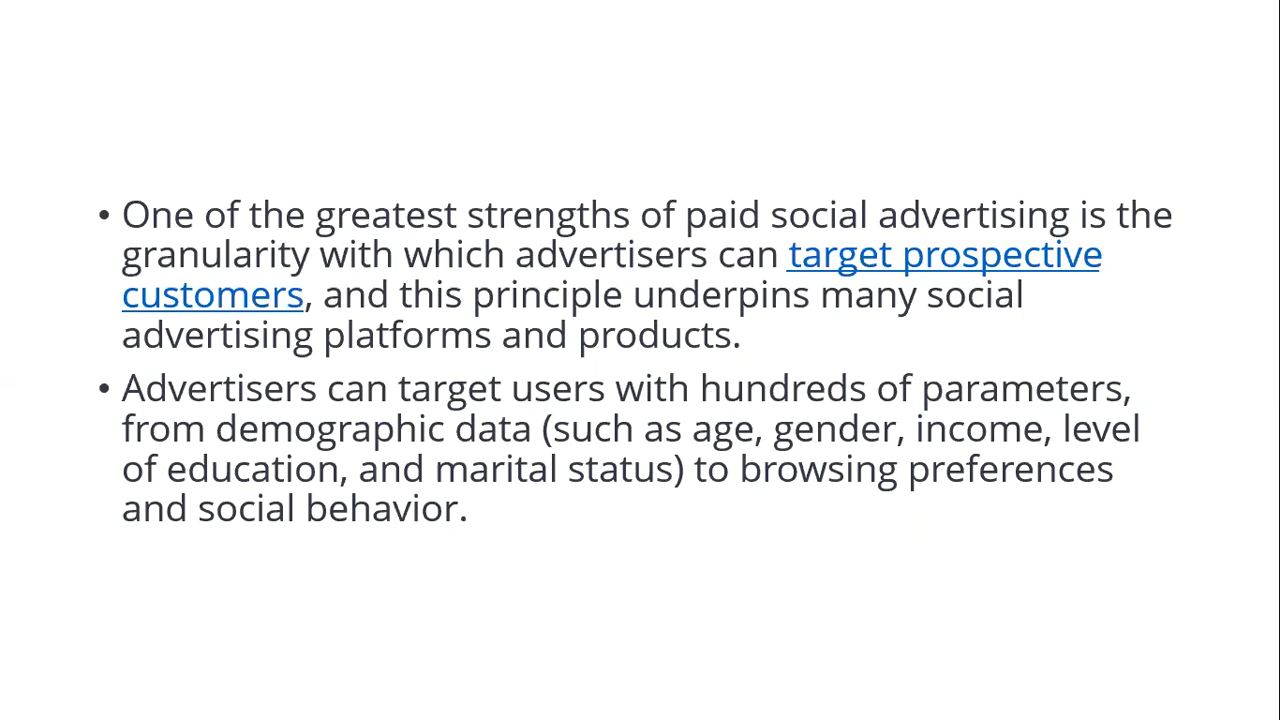 • One of the greatest strengths of paid social advertising is the
granularity with which advertisers can target prospective
customers, and this principle underpins many social
advertising platforms and products.
• Advertisers can target users with hundreds of parameters,
from demographic data (such as age, gender, income, level
of education, and marital status) to browsing preferences
and social behavior.